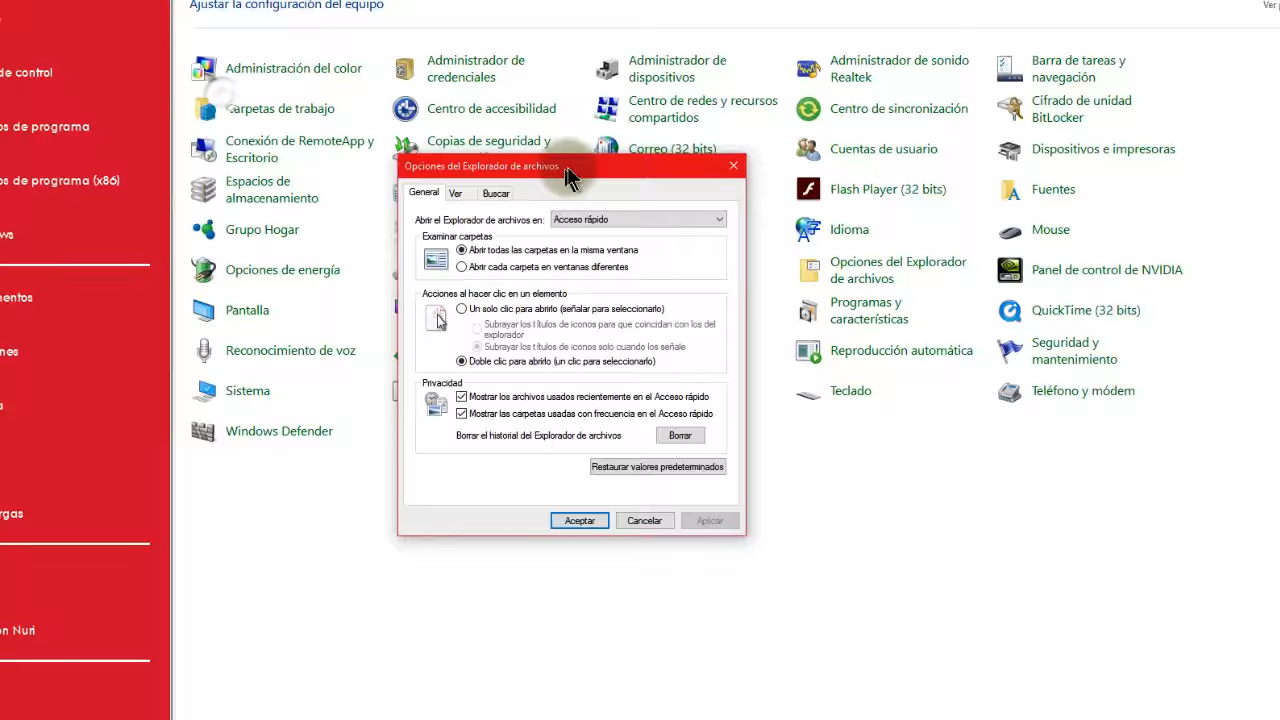 Ajustar la configuración del equipo
Ver
de control
os de programa
os de programa (x86)
ws
nentos
nes
a
rgas
on Nuri
Administración del color
Administrador de
credenciales
Administrador de
dispositivos
Administrador de sonido
Realtek
Barra de tareas y
navegación
Carpetas de trabajo
Centro de accesibilidad
Centro de redes y recursos
compartidos
Centro de sincronización
Cifrado de unidad
BitLocker
Conexión de RemoteApp y
Escritorio
Copias de seguridad y
Correo (32 bits)
Cuentas de usuario
Dispositivos e impresoras
Espacios de
almacenamiento
Flash Player (32 bits)
Fuentes
Grupo Hogar
Idioma
Mouse
Opciones de energía
Opciones del Explorador
de archivos
Panel de control de NVIDIA
Pantalla
Programas y
características
QuickTime (32 bits)
Reconocimiento de voz
Reproducción automática
Seguridad y
mantenimiento
Sistema
Teclado
Teléfono y módem
Windows Defender
Opciones del Explorador de archivos
General
Ver
Buscar
Abrir el Explorador de archivos en:
Acceso rápido
Examinar carpetas
Abrir todas las carpetas en la misma ventana
Abrir cada carpeta en ventanas diferentes
Acciones al hacer clic en un elemento
Un solo clic para abrirlo (señalar para seleccionarlo)
Subrayar los títulos de iconos para que coincidan con los del
explorador
Subrayar los títulos de iconos solo cuando los señale
Doble clic para abrirlo (un clic para seleccionarlo)
Privacidad
Mostrar los archivos usados recientemente en el Acceso rápido
Mostrar las carpetas usadas con frecuencia en el Acceso rápido
Borrar el historial del Explorador de archivos
Borrar
Restaurar valores predeterminados
Aceptar
Cancelar
Aplicar